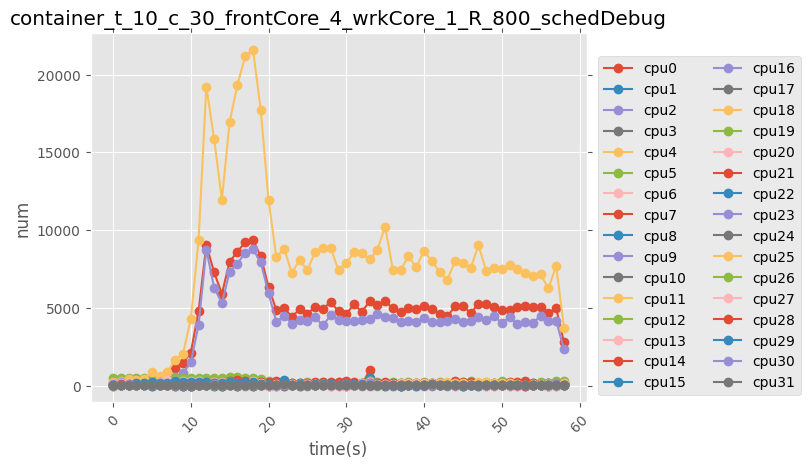 container_t_10_c_30_frontCore_4_wrkCore_1_R_800_schedDebug
num
20000
15000
10000
5000
0
0
10
20
30
40
50
60
time(s)
cpu0
cpu1
cpu2
cpu3
cpu4
cpu5
cpu6
cpu7
cpu8
cpu9
cpu10
cpu11
cpu12
cpu13
cpu14
cpu15
cpu16
cpu17
cpu18
cpu19
cpu20
cpu21
cpu22
cpu23
cpu24
cpu25
cpu26
cpu27
cpu28
cpu29
cpu30
cpu31